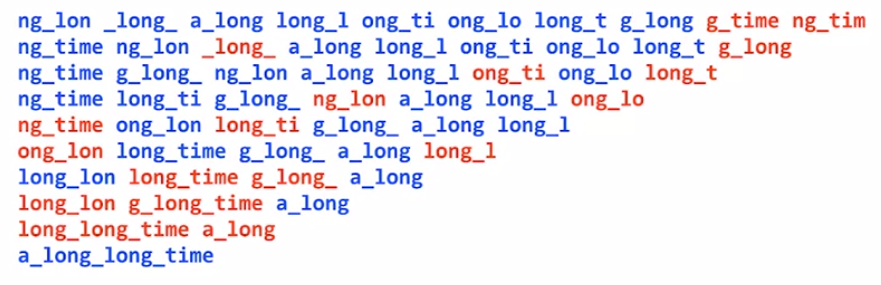 ng_lon _long_ a_long long_l ong_ti ong_lo long_t g_long g_time ng_tim
ng_time ng_lon _long_ a_long long_l ong_ti ong_lo long_t g_long
ng_time g_long_ ng_lon a_long long_l ong_ti ong_lo long_t
ng_time long_ti g_long_ ng_lon a_long long_l ong_lo
ng_time ong_lon long_ti g_long_ a_long long_l
ong_lon long_time g_long_ a_long long_l
long_lon long_time g_long_ a_long
long_lon g_long_time a_long
long_long_time a_long
a_long_long_time